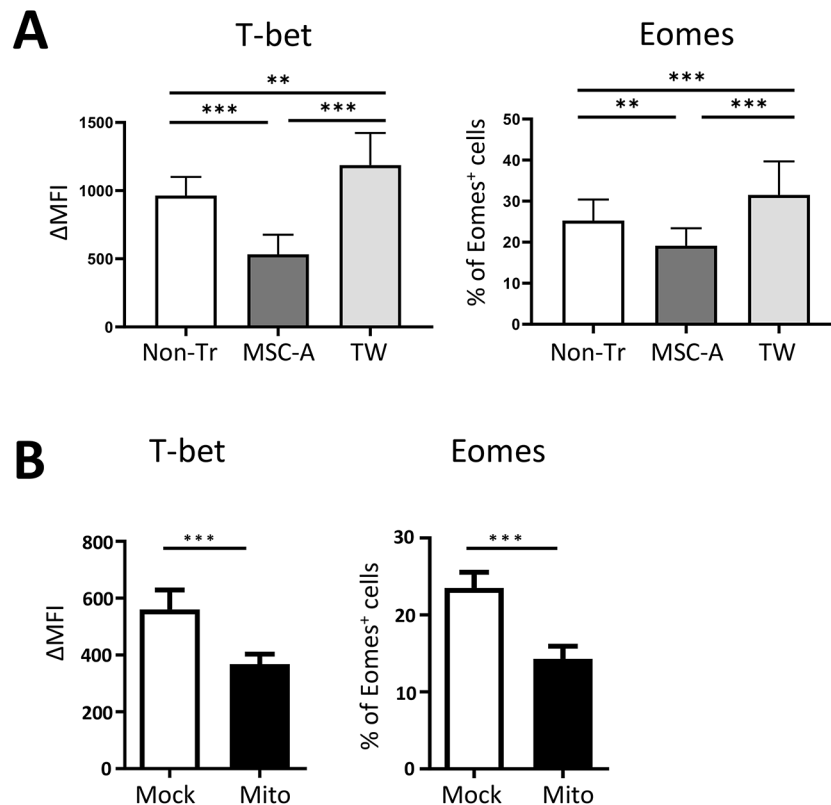 A
T-bet
Eomes
**
***
***
***
**
***
ΔMFI
1500
1000
500
0
Non-Tr MSC-A TW
% of Eomes⁺ cells
50
40
30
20
10
0
Non-Tr MSC-A TW
B
T-bet
Eomes
***
***
ΔMFI
800
600
400
200
0
Mock Mito
% of Eomes⁺ cells
30
20
10
0
Mock Mito